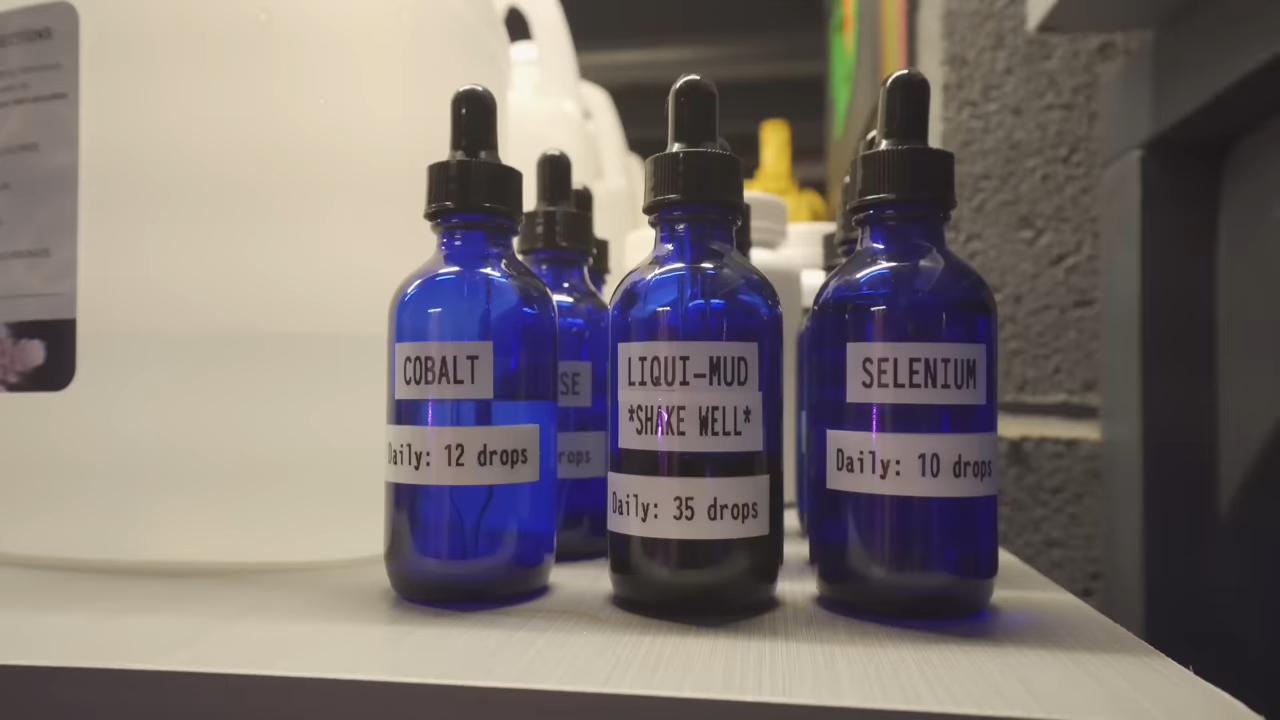 COBALT
Daily: 12 drops
SE
rops
LIQUI-MUD
*SHAKE WELL*
Daily: 35 drops
SELENIUM
Daily: 10 drops